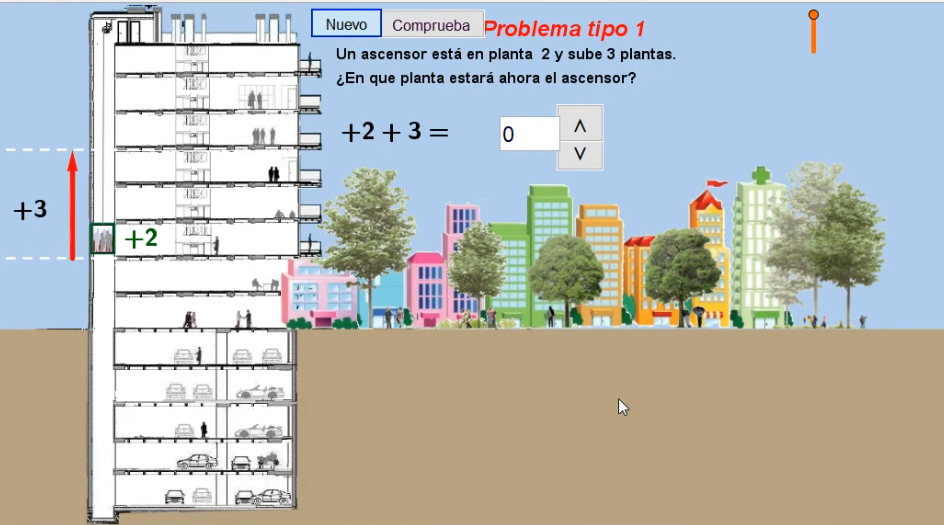 Nuevo
Comprueba
Problema tipo 1
Un ascensor está en planta 2 y sube 3 plantas.
¿En que planta estará ahora el ascensor?
+2 + 3 =
0
+3
+2